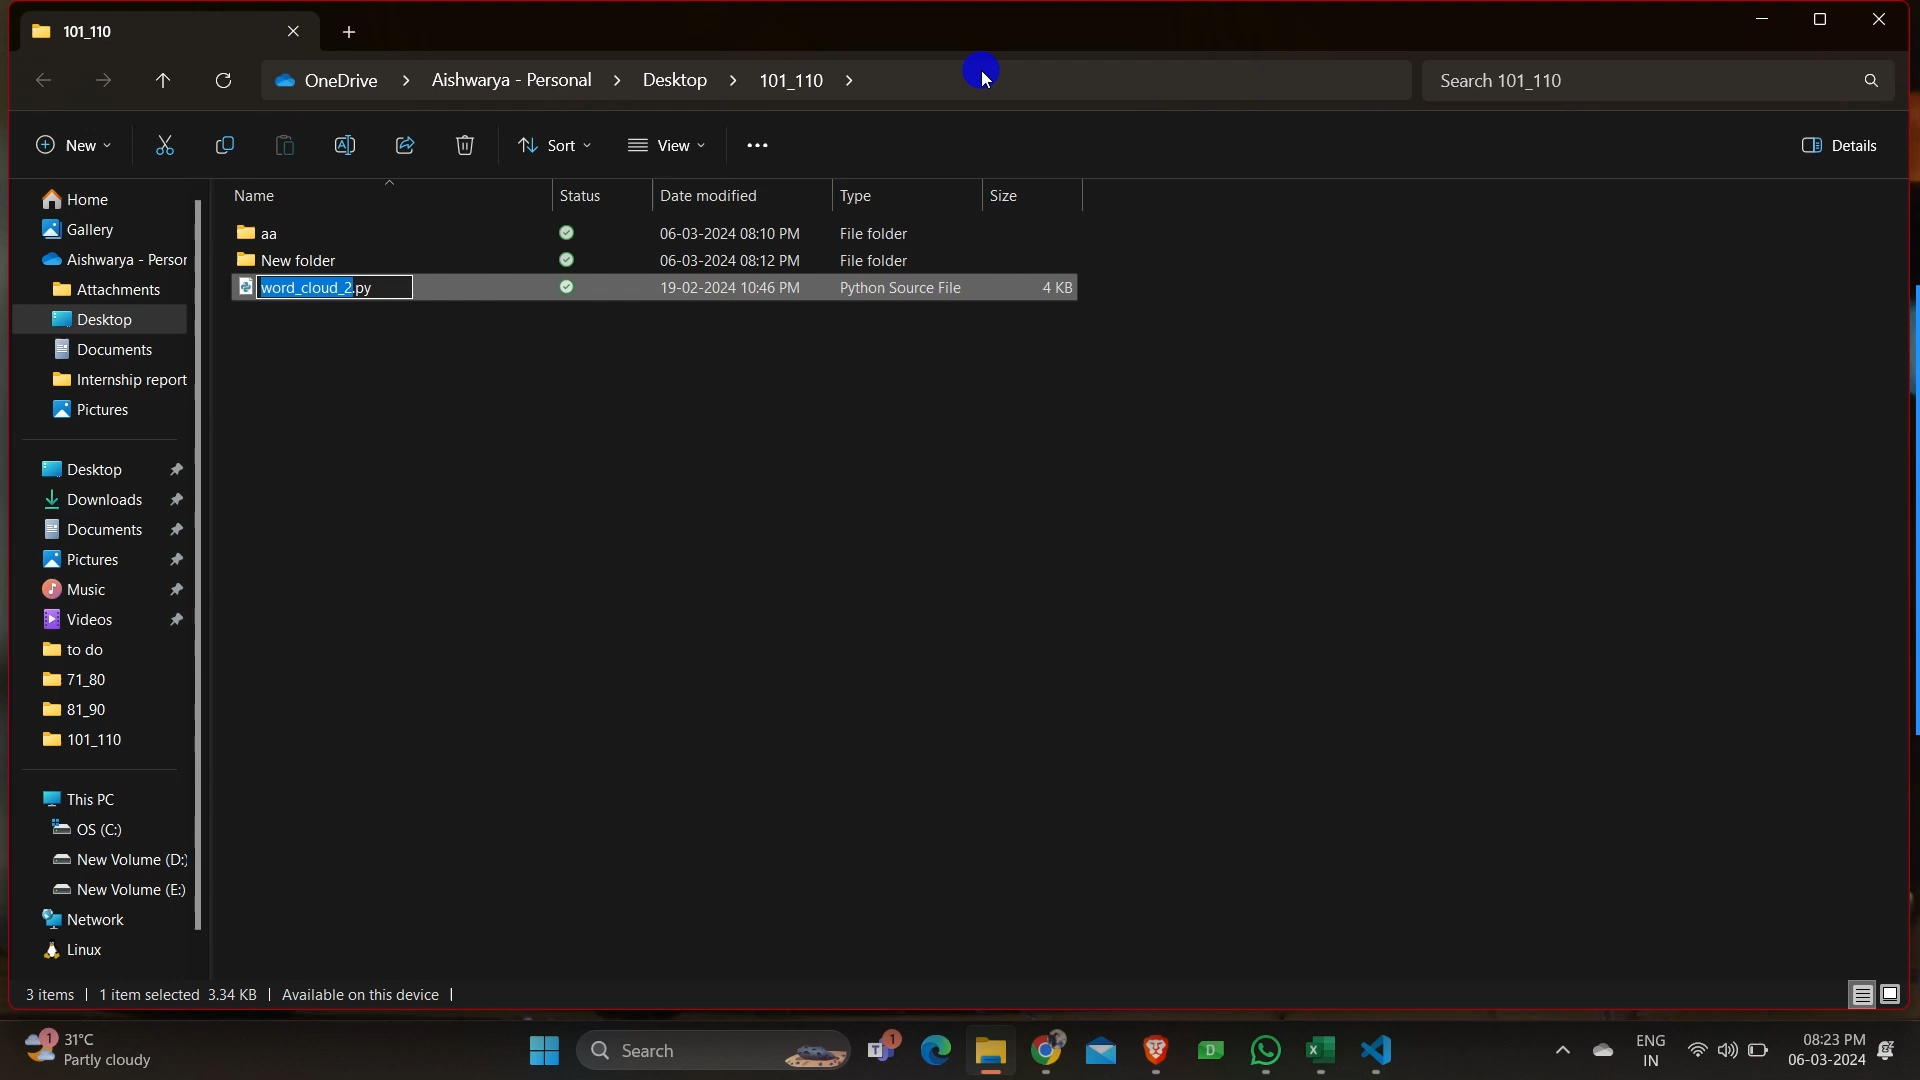 101_110
OneDrive > Aishwarya - Personal > Desktop > 101_110 >
Search 101_110
New
Sort
View
Details
Name Status Date modified Type Size
aa 06-03-2024 08:10 PM File folder
New folder 06-03-2024 08:12 PM File folder
word_cloud_2.py 19-02-2024 10:46 PM Python Source File 4 KB
Home
Gallery
Aishwarya - Person
Attachments
Desktop
Documents
Internship report
Pictures
Desktop
Downloads
Documents
Pictures
Music
Videos
to do
71_80
81_90
101_110
This PC
OS (C:)
New Volume (D:)
New Volume (E:)
Network
Linux
3 items | 1 item selected 3.34 KB | Available on this device |
1 31°C
Partly cloudy
Search
1
ENG
IN
08:23 PM
06-03-2024